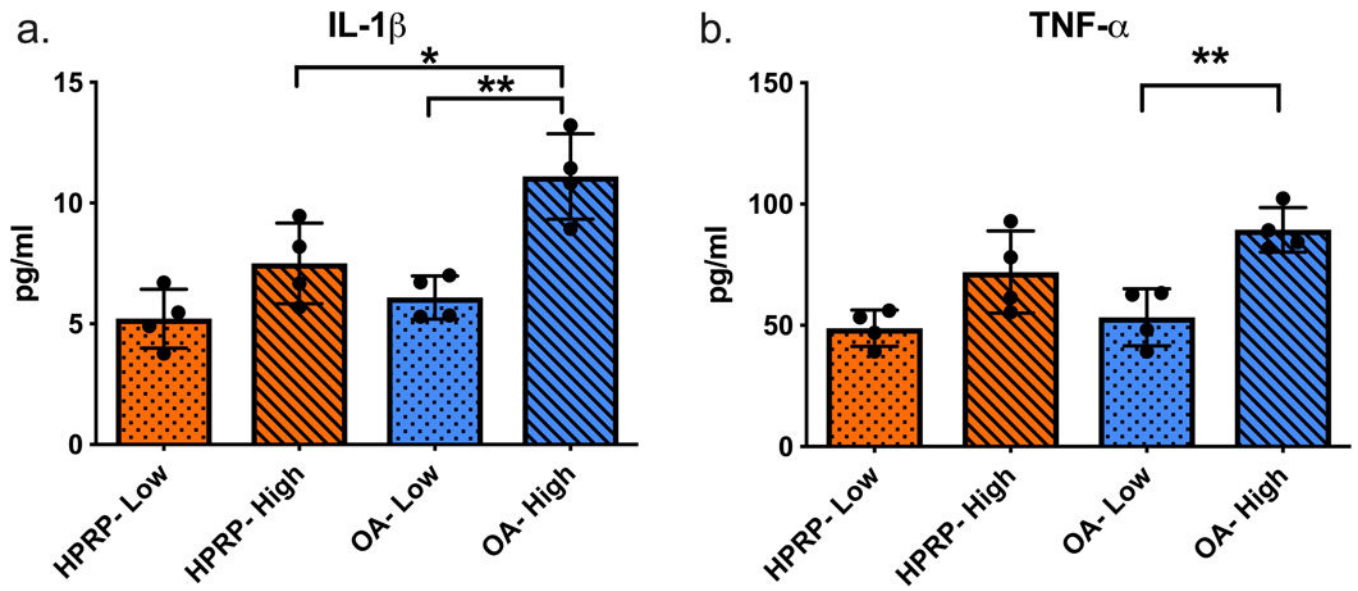 a.
IL-1β
*
**
15
10
5
0
pg/ml
HPRP- Low
HPRP- High
OA- Low
OA- High
b.
TNF-α
**
150
100
50
0
pg/ml
HPRP- Low
HPRP- High
OA- Low
OA- High